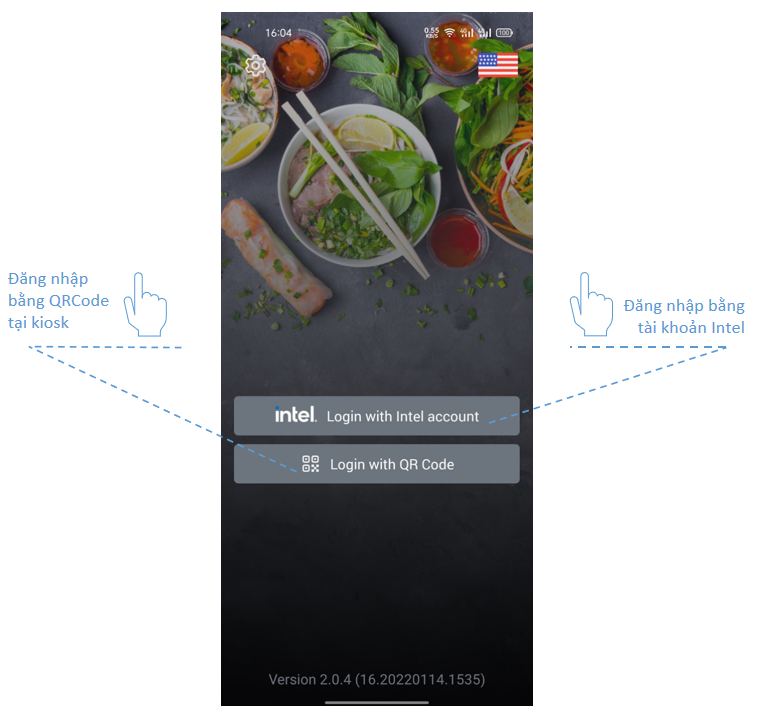 16:04
0.55
KB/S
100
Đăng nhập
bằng QRCode
tại kiosk
Đăng nhập bằng
tài khoản Intel
intel. Login with Intel account
Login with QR Code
Version 2.0.4 (16.20220114.1535)